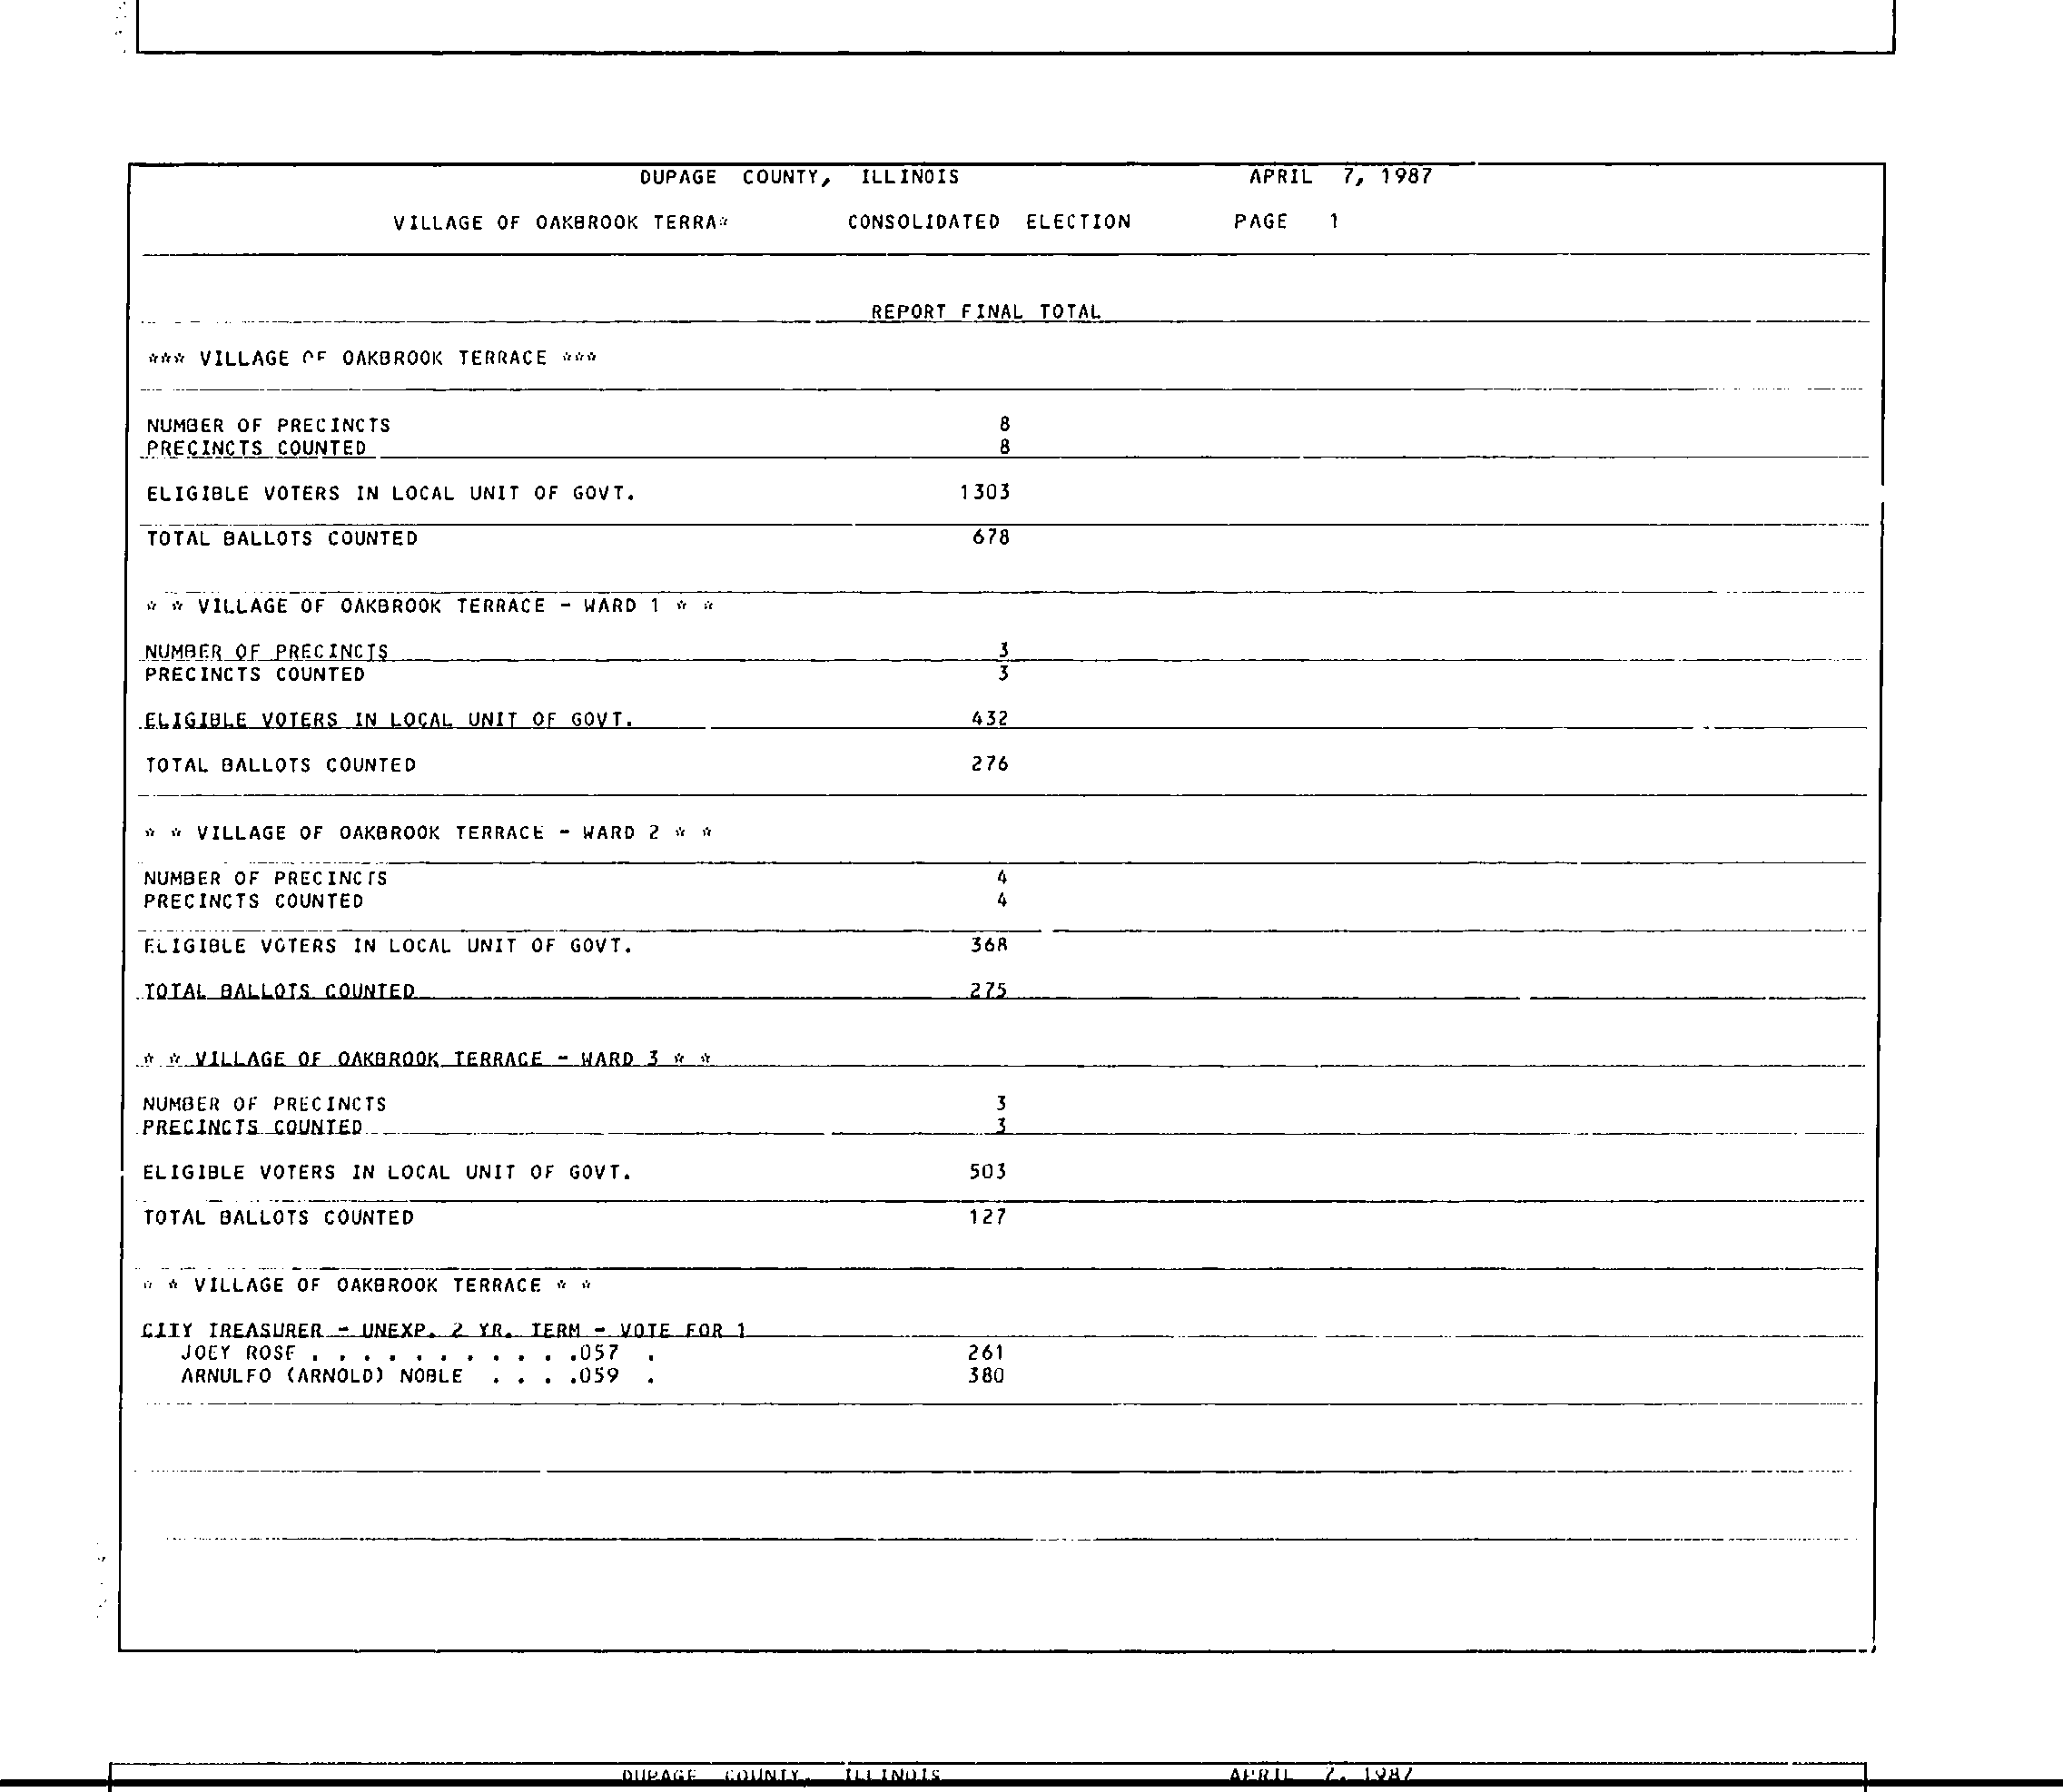 DUPAGE COUNTY, ILLINOIS APRIL 7, 1987
VILLAGE OF OAKBROOK TERRA* CONSOLIDATED ELECTION PAGE 1
REPORT FINAL TOTAL
*** VILLAGE OF OAKBROOK TERRACE ***
NUMBER OF PRECINCTS 8
PRECINCTS COUNTED 8
ELIGIBLE VOTERS IN LOCAL UNIT OF GOVT. 1303
TOTAL BALLOTS COUNTED 678
* * VILLAGE OF OAKBROOK TERRACE - WARD 1 * *
NUMBER OF PRECINCTS 3
PRECINCTS COUNTED 3
ELIGIBLE VOTERS IN LOCAL UNIT OF GOVT. 432
TOTAL BALLOTS COUNTED 276
* * VILLAGE OF OAKBROOK TERRACE - WARD 2 * *
NUMBER OF PRECINCTS 4
PRECINCTS COUNTED 4
ELIGIBLE VOTERS IN LOCAL UNIT OF GOVT. 368
TOTAL BALLOTS COUNTED 275
* * VILLAGE OF OAKBROOK TERRACE - WARD 3 * *
NUMBER OF PRECINCTS 3
PRECINCTS COUNTED 3
ELIGIBLE VOTERS IN LOCAL UNIT OF GOVT. 503
TOTAL BALLOTS COUNTED 127
* * VILLAGE OF OAKBROOK TERRACE * *
CITY TREASURER - UNEXP. 2 YR. TERM - VOTE FOR 1
JOEY ROSE . . . . . . . . . . .057 . 261
ARNULFO (ARNOLD) NOBLE . . . .059 . 380
DUPAGE COUNTY, ILLINOIS APRIL 7, 1987